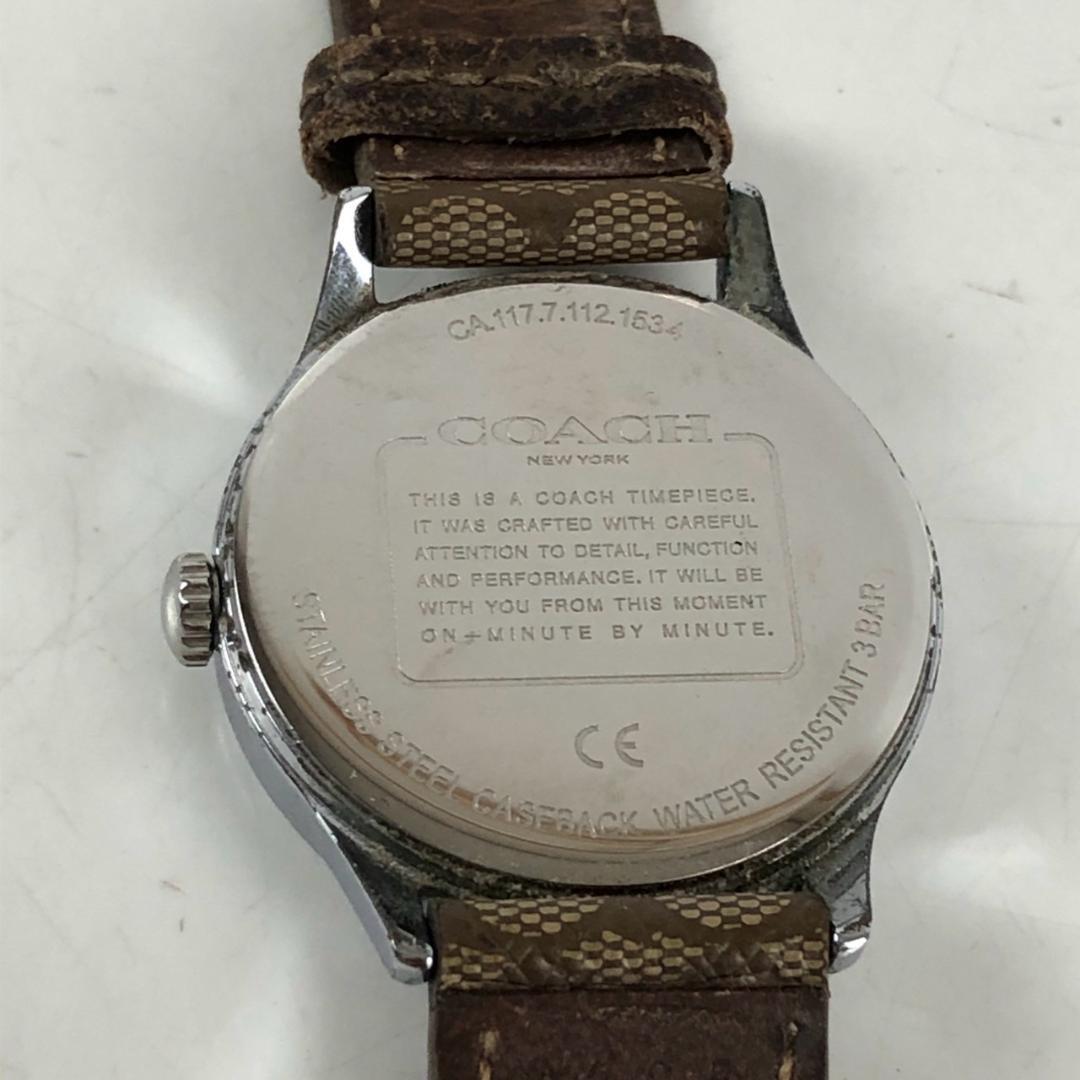 CA.117.7.112.1534
COACH
NEW YORK
THIS IS A COACH TIMEPIECE.
IT WAS CRAFTED WITH CAREFUL
ATTENTION TO DETAIL, FUNCTION
AND PERFORMANCE. IT WILL BE
WITH YOU FROM THIS MOMENT
ON–MINUTE BY MINUTE.
CE
STAINLESS STEEL CASEBACK WATER RESISTANT 3 BAR